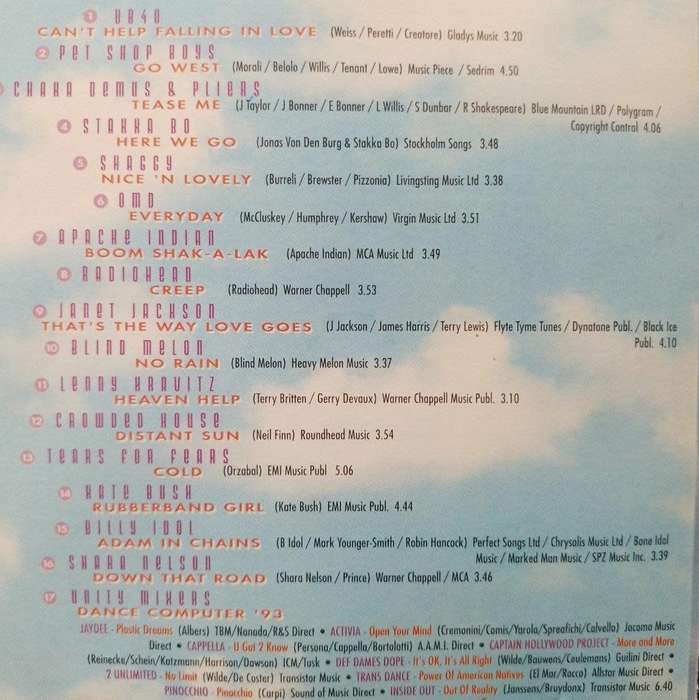 1 UB40
CAN'T HELP FALLING IN LOVE (Weiss / Peretti / Creatore) Gladys Music 3.20
2 PET SHOP BOYS
GO WEST (Morali / Belolo / Willis / Tenant / Lowe) Music Piece / Sedrim 4.50
CHAKA DEMUS & PLIERS
TEASE ME (J Taylor / J Bonner / E Bonner / L Willis / S Dunbar / R Shakespeare) Blue Mountain LRD / Polygram /
Copyright Control 4.06
4 STAKKA BO
HERE WE GO (Jonas Van Den Burg & Stakka Bo) Stockholm Songs 3.48
5 SHAGGY
NICE 'N LOVELY (Burreli / Brewster / Pizzonia) Livingsting Music Ltd 3.38
6 OMD
EVERYDAY (McCluskey / Humphrey / Kershaw) Virgin Music Ltd 3.51
7 APACHE INDIAN
BOOM SHAK-A-LAK (Apache Indian) MCA Music Ltd 3.49
8 RADIOHEAD
CREEP (Radiohead) Warner Chappell 3.53
9 JANET JACKSON
THAT'S THE WAY LOVE GOES (J Jackson / James Harris / Terry Lewis) Flyte Tyme Tunes / Dynatone Publ. / Black Ice
Publ. 4.10
10 BLIND MELON
NO RAIN (Blind Melon) Heavy Melon Music 3.37
11 LENNY KRAVITZ
HEAVEN HELP (Terry Britten / Gerry Devaux) Warner Chappell Music Publ. 3.10
12 CROWDED HOUSE
DISTANT SUN (Neil Finn) Roundhead Music 3.54
13 TEARS FOR FEARS
COLD (Orzabal) EMI Music Publ 5.06
14 KATE BUSH
RUBBERBAND GIRL (Kate Bush) EMI Music Publ. 4.44
15 BILLY IDOL
ADAM IN CHAINS (B Idol / Mark Younger-Smith / Robin Hancock) Perfect Songs Ltd / Chrysalis Music Ltd / Bone Idol
Music / Marked Man Music / SPZ Music Inc. 3.39
16 SHARA NELSON
DOWN THAT ROAD (Shara Nelson / Prince) Warner Chappell / MCA 3.46
17 UNITY MIXERS
DANCE COMPUTER '93
JAYDEE - Plastic Dreams (Albers) TBM/Nanada/R&S Direct • ACTIVIA - Open Your Mind (Cremonini/Camis/Yarola/Spreafichi/Calvello) Jacoma Music
Direct • CAPPELLA - U Got 2 Know (Persona/Cappella/Bortolatti) A.A.M.I. Direct • CAPTAIN HOLLYWOOD PROJECT - More and More
(Reinecke/Schein/Katzmann/Harrison/Dawson) ICM/Tusk • DEF DAMES DOPE - It's OK, It's All Right (Wilde/Bauwens/Ceulemans) Guilini Direct •
2 UNLIMITED - No Limit (Wilde/De Coster) Transistor Music • TRANS DANCE - Power Of American Natives (El Mar/Rocco) Allstar Music Direct •
PINOCCHIO - Pinocchio (Carpi) Sound of Music Direct • INSIDE OUT - Out Of Reality (Janssens/Bruyndonx) Transistor Music 6.40